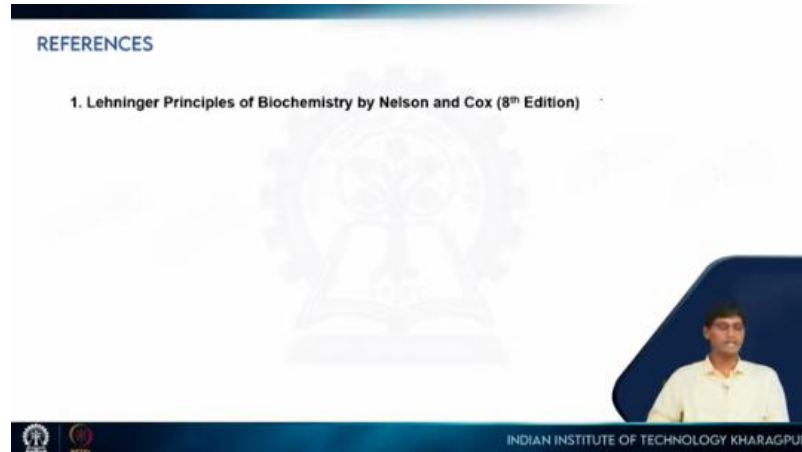 REFERENCES
1. Lehninger Principles of Biochemistry by Nelson and Cox (8th Edition)
INDIAN INSTITUTE OF TECHNOLOGY KHARAGPUR